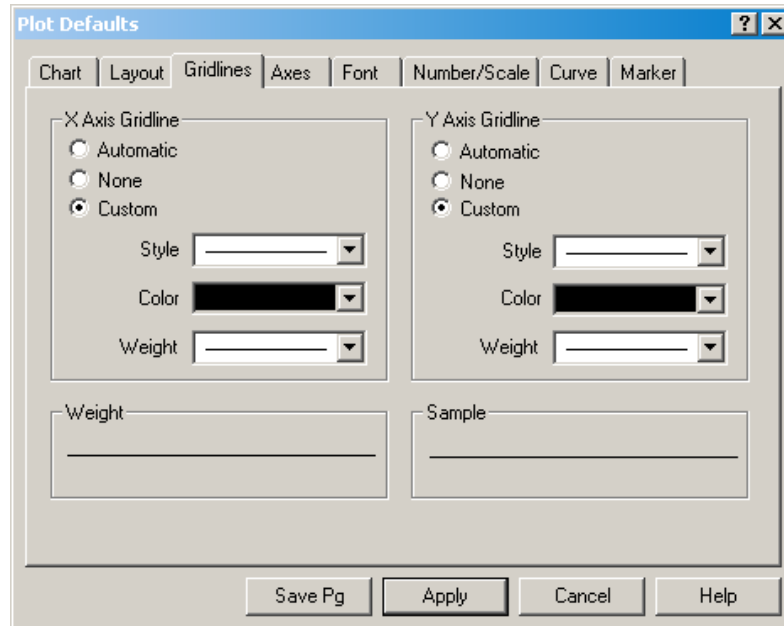 Plot Defaults
Chart Layout Gridlines Axes Font Number/Scale Curve Marker
X Axis Gridline
Automatic
None
Custom
Style
Color
Weight
Y Axis Gridline
Automatic
None
Custom
Style
Color
Weight
Weight
Sample
Save Pg Apply Cancel Help